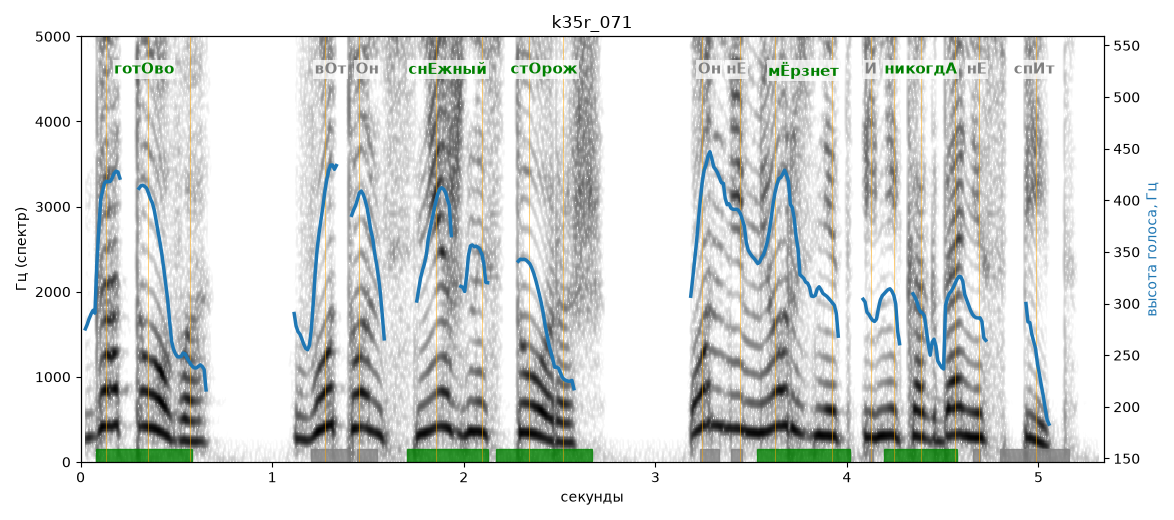 k35r_071
готОво вОт Он снЕжный стОрож Он нЕ мЁрзнет И никогдА нЕ спИт
5000
4000
3000
2000
1000
0
Гц (спектр)
550
500
450
400
350
300
250
200
150
высота голоса, Гц
0 1 2 3 4 5
секунды